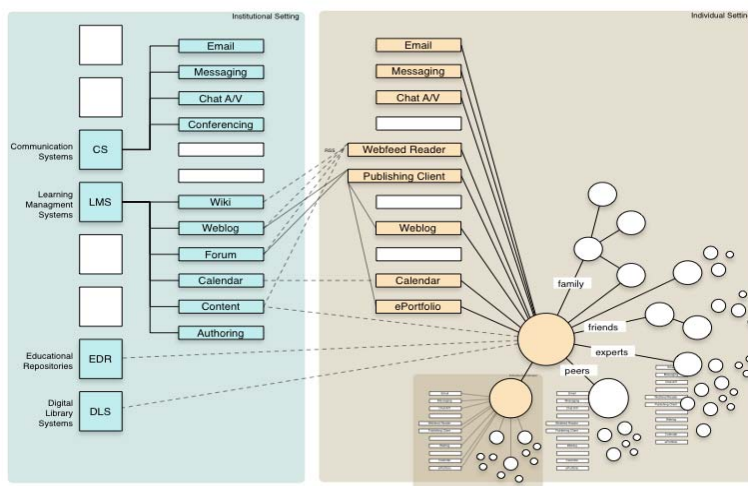 Institutional Setting
Individual Setting
Communication
Systems
CS
Learning
Managment
Systems
LMS
Educational
Repositories
EDR
Digital
Library
Systems
DLS
Email
Messaging
Chat A/V
Conferencing
Wiki
Weblog
Forum
Calendar
Content
Authoring
Email
Messaging
Chat A/V
RSS
Webfeed Reader
Publishing Client
Weblog
Calendar
ePortfolio
family
friends
experts
peers